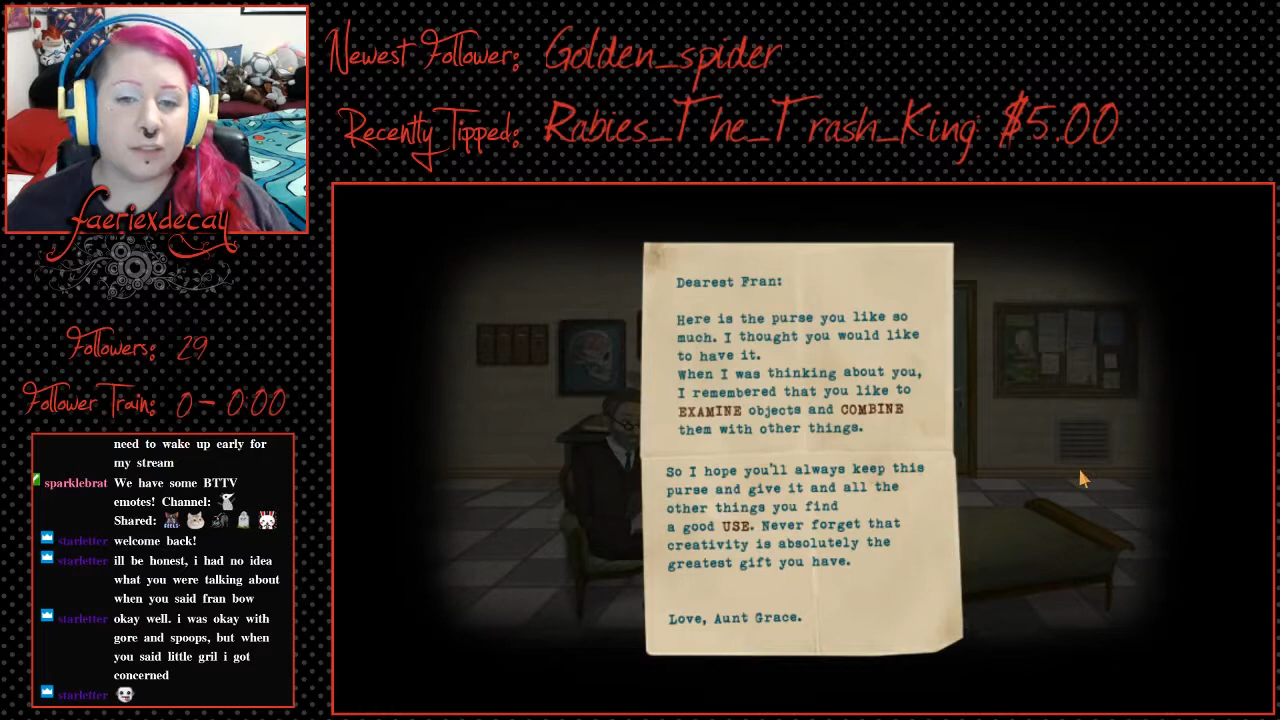 Newest Follower: Golden_spider
Recently Tipped: Rabies_The_Trash_King $5.00
faeriexdecay
Followers: 29
Follower Train: 0 - 0:00
need to wake up early for
my stream
sparklebrat We have some BTTV
emotes! Channel:
Shared:
starletter welcome back!
starletter ill be honest, i had no idea
what you were talking about
when you said fran bow
starletter okay well. i was okay with
gore and spoops, but when
you said little gril i got
concerned
starletter
Dearest Fran:
Here is the purse you like so
much. I thought you would like
to have it.
When I was thinking about you,
I remembered that you like to
EXAMINE objects and COMBINE
them with other things.
So I hope you'll always keep this
purse and give it and all the
other things you find
a good USE. Never forget that
creativity is absolutely the
greatest gift you have.
Love, Aunt Grace.